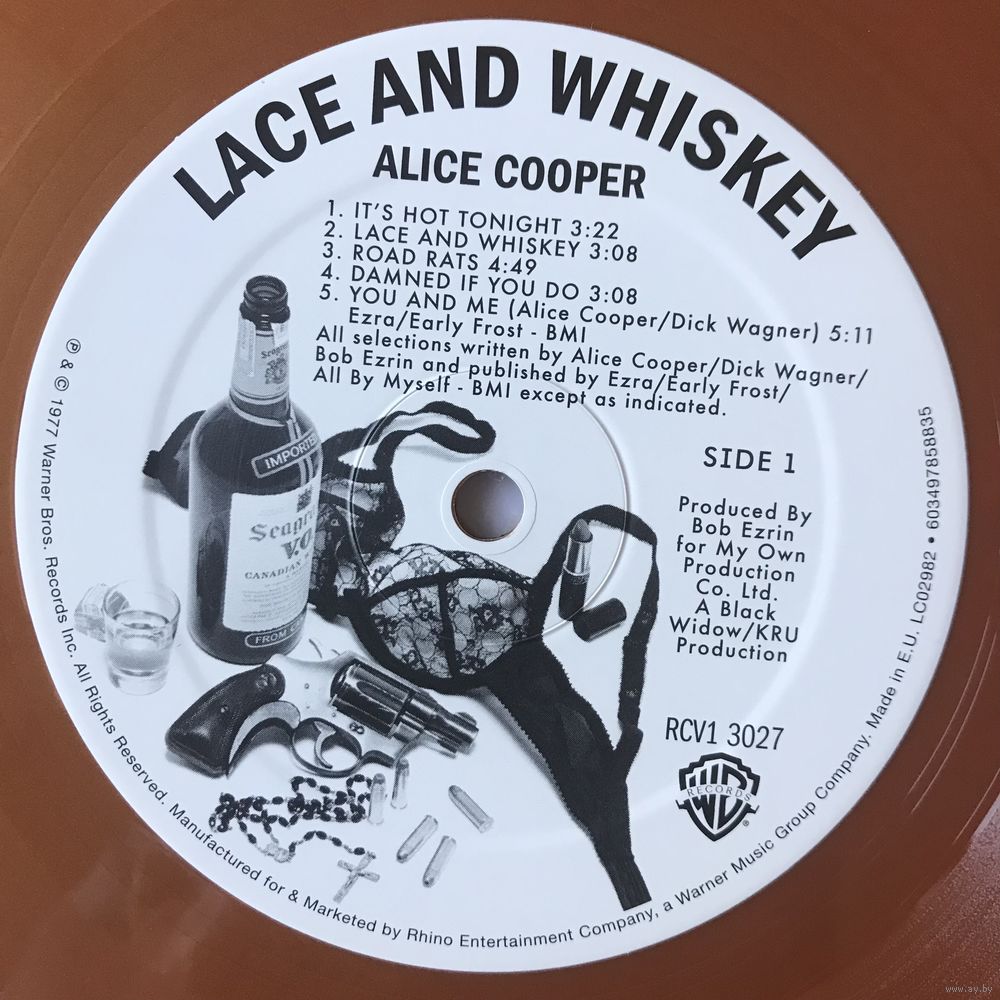 LACE AND WHISKEY
ALICE COOPER
1. IT'S HOT TONIGHT 3:22
2. LACE AND WHISKEY 3:08
3. ROAD RATS 4:49
4. DAMNED IF YOU DO 3:08
5. YOU AND ME (Alice Cooper/Dick Wagner) 5:11
Ezra/Early Frost - BMI
All selections written by Alice Cooper/Dick Wagner/
Bob Ezrin and published by Ezra/Early Frost/
All By Myself - BMI except as indicated.
SIDE 1
Produced By
Bob Ezrin
for My Own
Production
Co. Ltd.
A Black
Widow/KRU
Production
RCV1 3027
WB
RECORDS
®
IMPORTED
Seagra
V.O.
CANADIAN
FROM
℗ & © 1977 Warner Bros. Records Inc. All Rights Reserved. Manufactured for & Marketed by Rhino Entertainment Company, a Warner Music Group Company. Made in E.U. LC02982 • 603497858835
www.ay.by